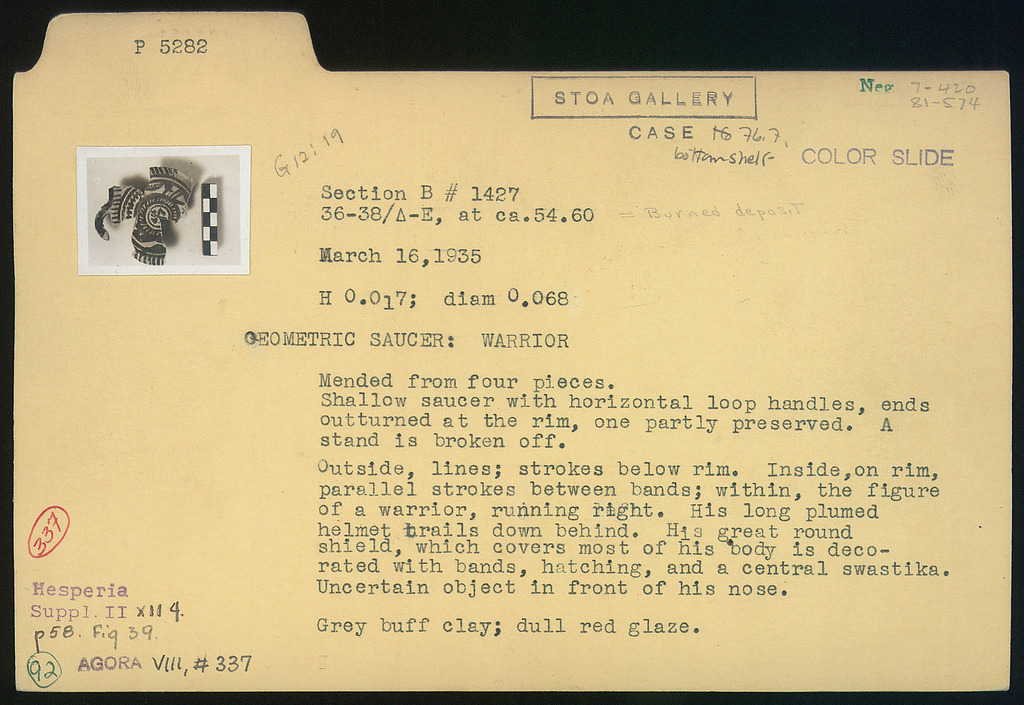 P 5282
STOA GALLERY
Neg 7-420
81-574
CASE 76.7,
bottom shelf
COLOR SLIDE
G 12:19
Section B # 1427
36-38/Δ-E, at ca.54.60 = Burned deposit
March 16,1935
H 0.017; diam 0.068
GEOMETRIC SAUCER: WARRIOR
Mended from four pieces.
Shallow saucer with horizontal loop handles, ends
outturned at the rim, one partly preserved. A
stand is broken off.
Outside, lines; strokes below rim. Inside,on rim,
parallel strokes between bands; within, the figure
of a warrior, running right. His long plumed
helmet trails down behind. His great round
shield, which covers most of his body is deco-
rated with bands, hatching, and a central swastika.
Uncertain object in front of his nose.
Grey buff clay; dull red glaze.
337
Hesperia
Suppl. II XII 4.
p58. Fig 39.
92
AGORA VIII, # 337